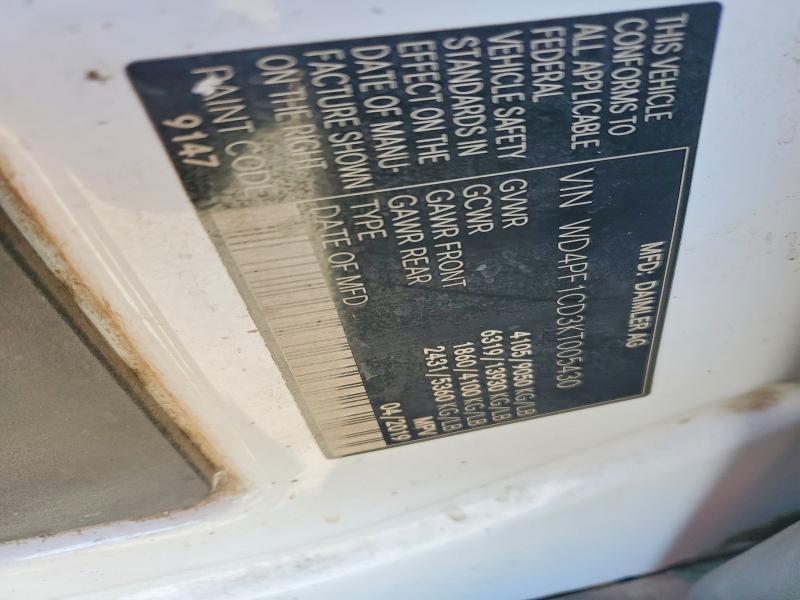 MFD: DAIMLER AG
THIS VEHICLE
CONFORMS TO
ALL APPLICABLE
FEDERAL
VEHICLE SAFETY
STANDARDS IN
EFFECT ON THE
DATE OF MANU:
FACTURE SHOWN
ON THE RIGHT
PAINT CODE
9147
VIN WD4PF1CD3KT005430
GVWR 4105/9050 KG/LB
GCWR 6319/13930 KG/LB
GAWR FRONT 1860/4100 KG/LB
GAWR REAR 2431/5360 KG/LB
TYPE MPV
DATE OF MFD 04/2019